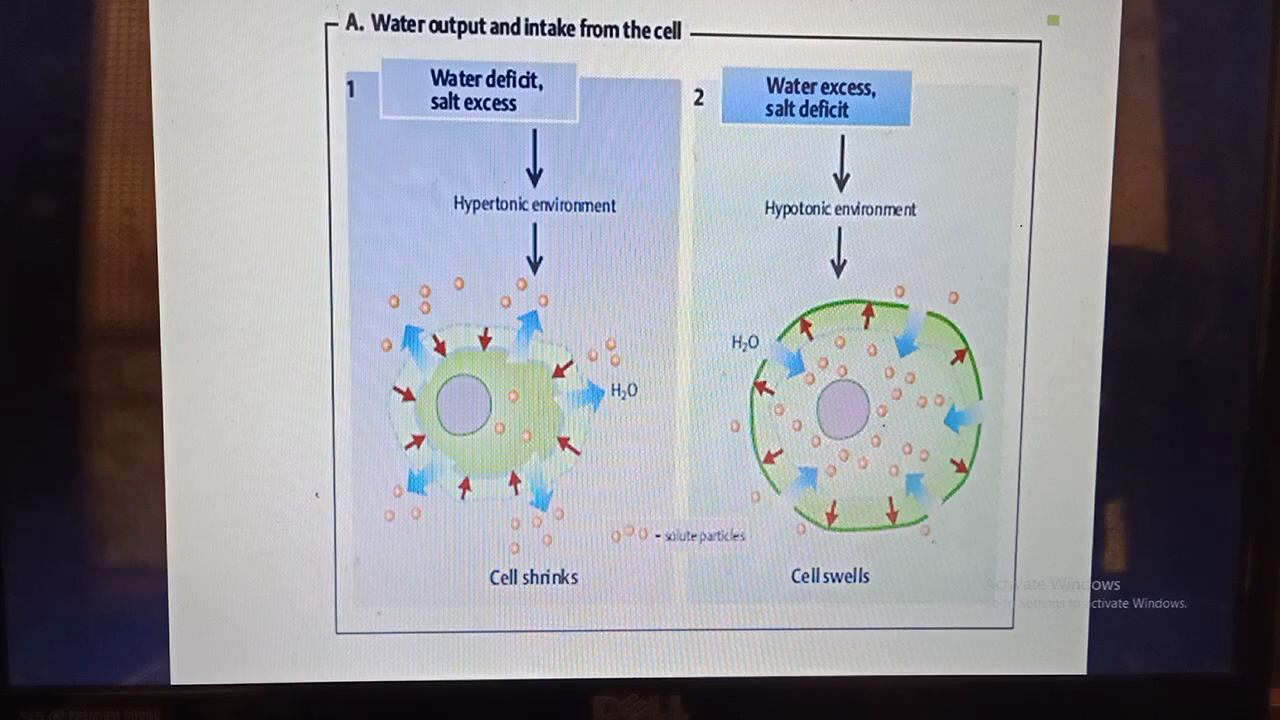 A. Water output and intake from the cell
1
Water deficit,
salt excess
Hypertonic environment
H₂O
Cell shrinks
2
Water excess,
salt deficit
Hypotonic environment
H₂O
- solute particles
Cell swells
Activate Windows
Go to Settings to activate Windows.
DELL